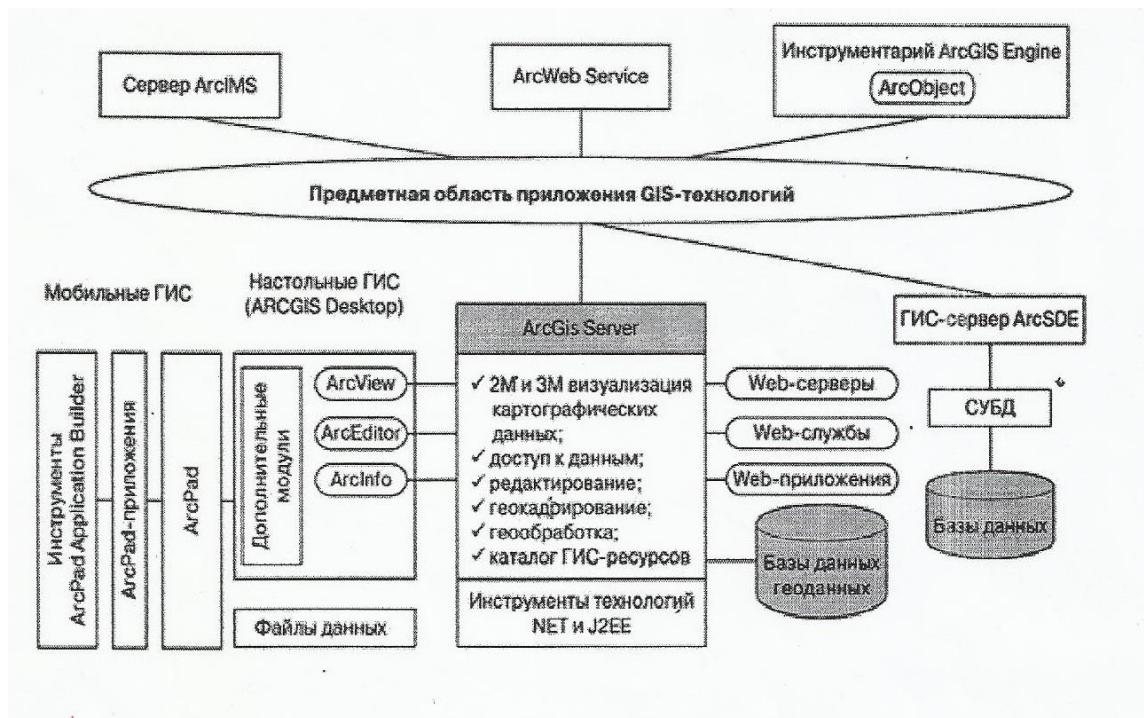 Сервер ArcIMS
ArcWeb Service
Инструментарий ArcGIS Engine
ArcObject
Предметная область приложения GIS-технологий
Мобильные ГИС
Настольные ГИС
(ARCGIS Desktop)
Инструменты
ArcPad Application Builder
ArcPad-приложения
ArcPad
Дополнительные
модули
ArcView
ArcEditor
ArcInfo
Файлы данных
ArcGis Server
✓ 2М и 3М визуализация
картографических
данных;
✓ доступ к данным;
✓ редактирование;
✓ геокадрирование;
✓ геообработка;
✓ каталог ГИС-ресурсов
Инструменты технологий
NET и J2EE
Web-серверы
Web-службы
Web-приложения
Базы данных
геоданных
ГИС-сервер ArcSDE
СУБД
Базы данных